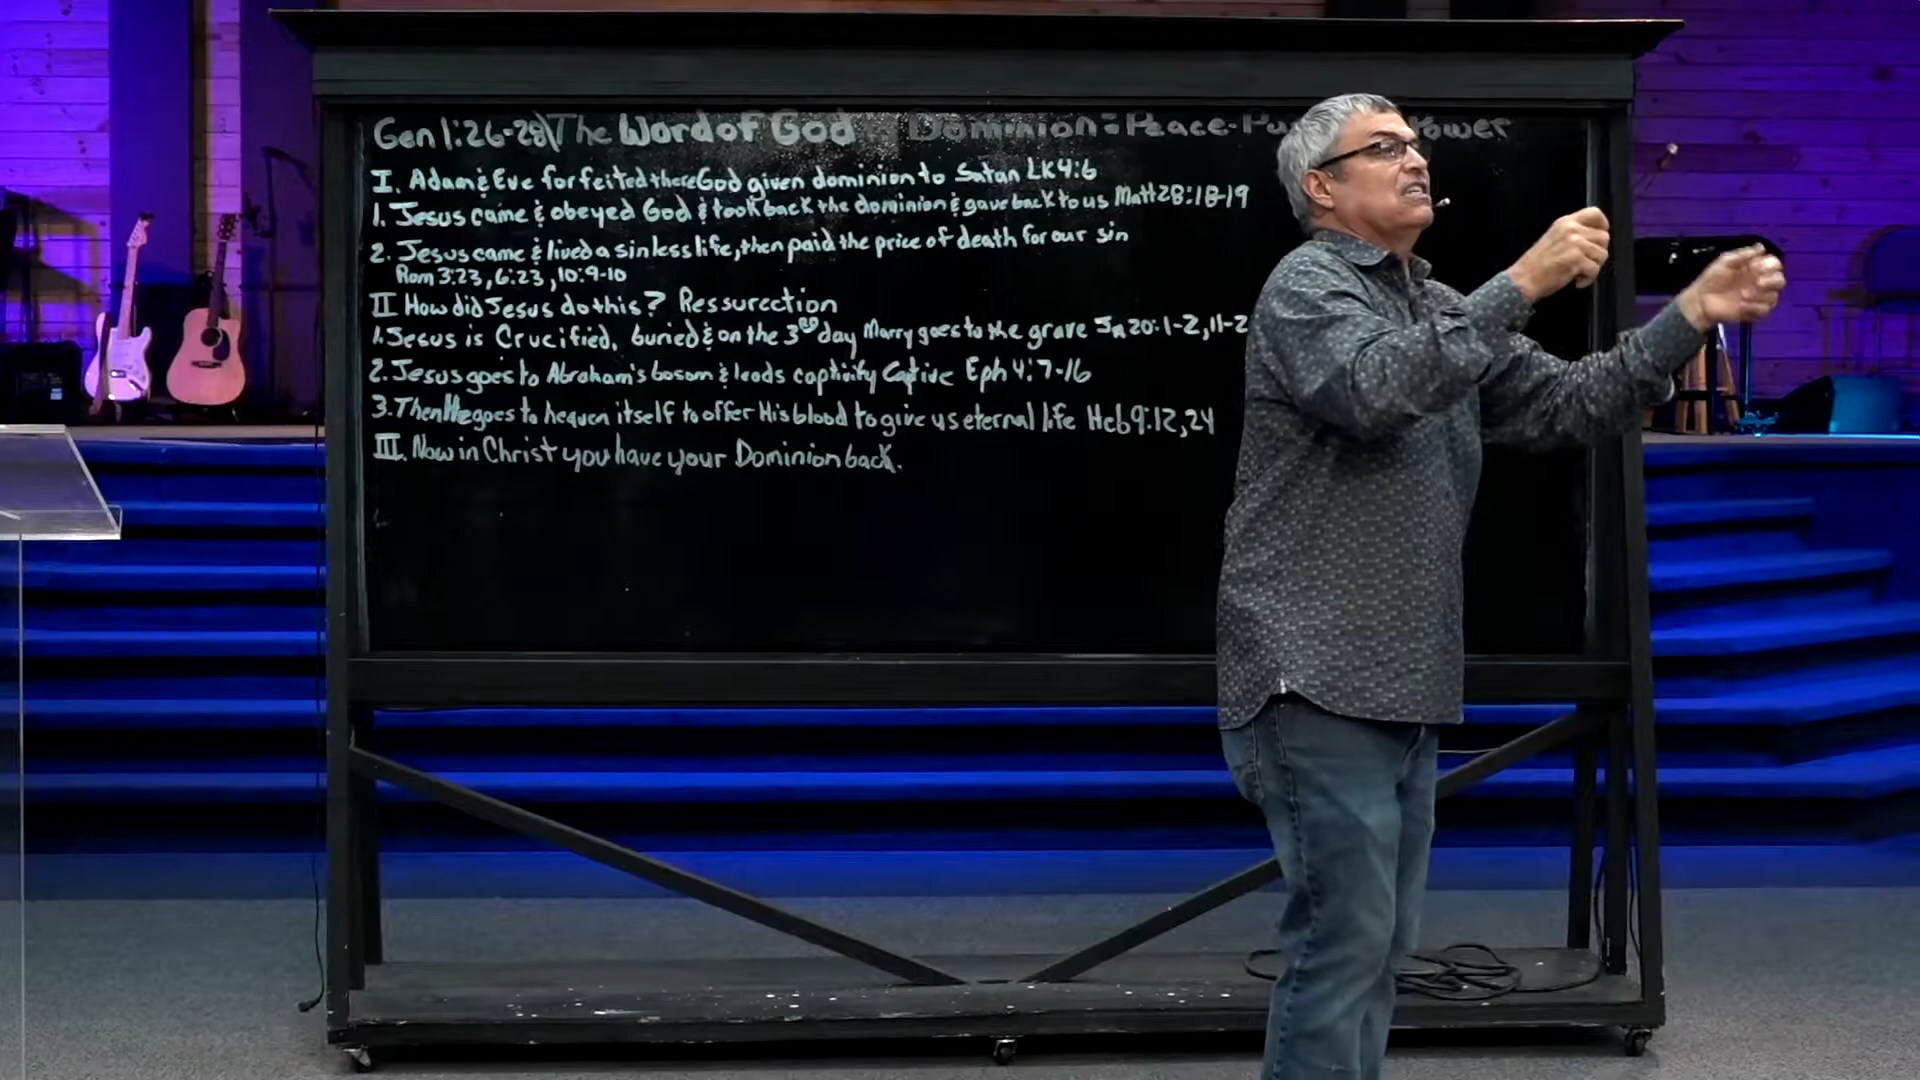 Gen 1:26-28\The Word of God is Dominion = Peace-Pu Power
I. Adam & Eve forfeited there God given dominion to Satan LK 4:6
1. Jesus came & obeyed God & took back the dominion & gave back to us Matt 28:18-19
2. Jesus came & lived a sinless life, then paid the price of death for our sin
Rom 3:23, 6:23, 10:9-10
II How did Jesus do this? Ressurection
1. Jesus is Crucified, buried & on the 3rd day Marry goes to the grave Jn 20:1-2, 11-2
2. Jesus goes to Abraham's bosom & leads captivity Captive Eph 4:7-16
3. Then He goes to heaven itself to offer His blood to give us eternal life Heb 9:12, 24
III. Now in Christ you have your Dominion back.